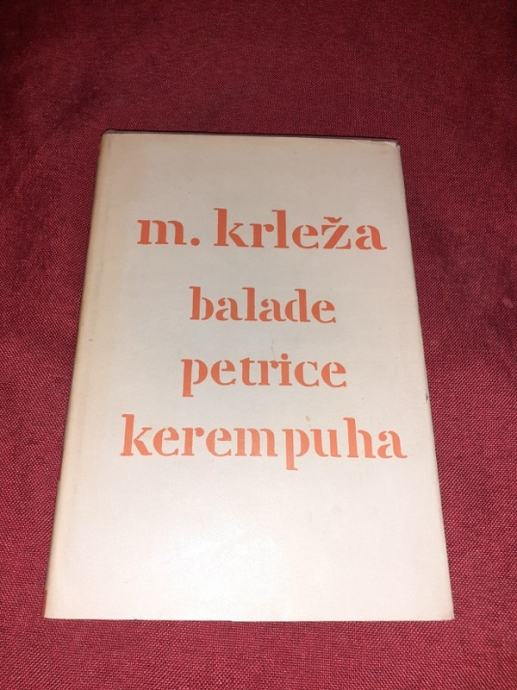 m. krleža
balade
petrice
kerempuha